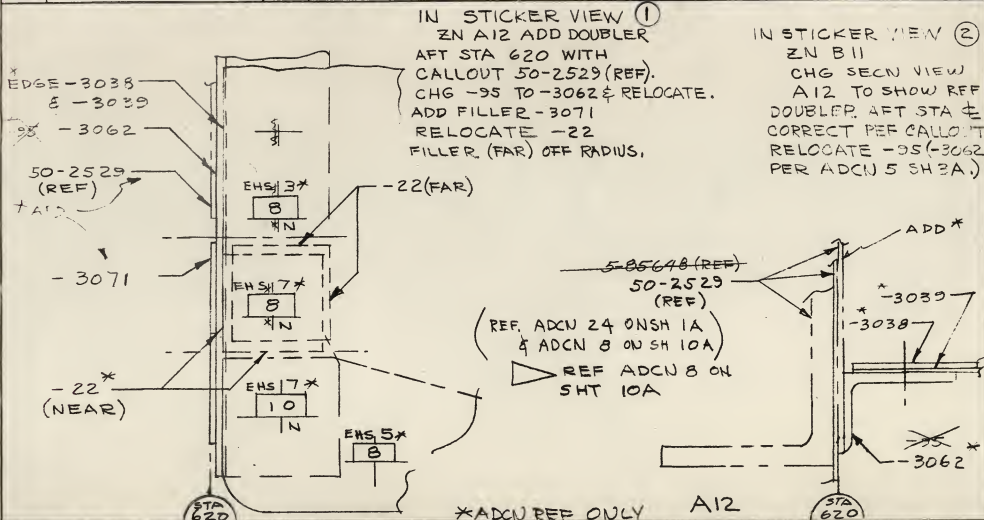 IN STICKER VIEW 1
ZN A12 ADD DOUBLER
AFT STA 620 WITH
CALLOUT 50-2529 (REF).
CHG -95 TO -3062 & RELOCATE.
ADD FILLER -3071
RELOCATE -22
FILLER (FAR) OFF RADIUS.
IN STICKER VIEW 2
ZN B11
CHG SECN VIEW
A12 TO SHOW REF
DOUBLER AFT STA &
CORRECT REF CALLOUT
RELOCATE -95 (-3062
PER ADCN 5 SH 3A.)
*EDGE -3038
& -3039
95 -3062
50-2529
(REF)
-3071
-22*
(NEAR)
EHS 3*
8
*N
-22 (FAR)
EHS 7*
8
*N
EHS 7*
10
N
EHS 5*
8
STA
620
*ADCN REF ONLY
5-85648 (REF)
50-2529
(REF)
(REF. ADCN 24 ON SH 1A
& ADCN 8 ON SH 10A)
REF ADCN 8 ON
SHT 10A
ADD*
*-3039
*-3038
-95
-3062*
A12
STA
620